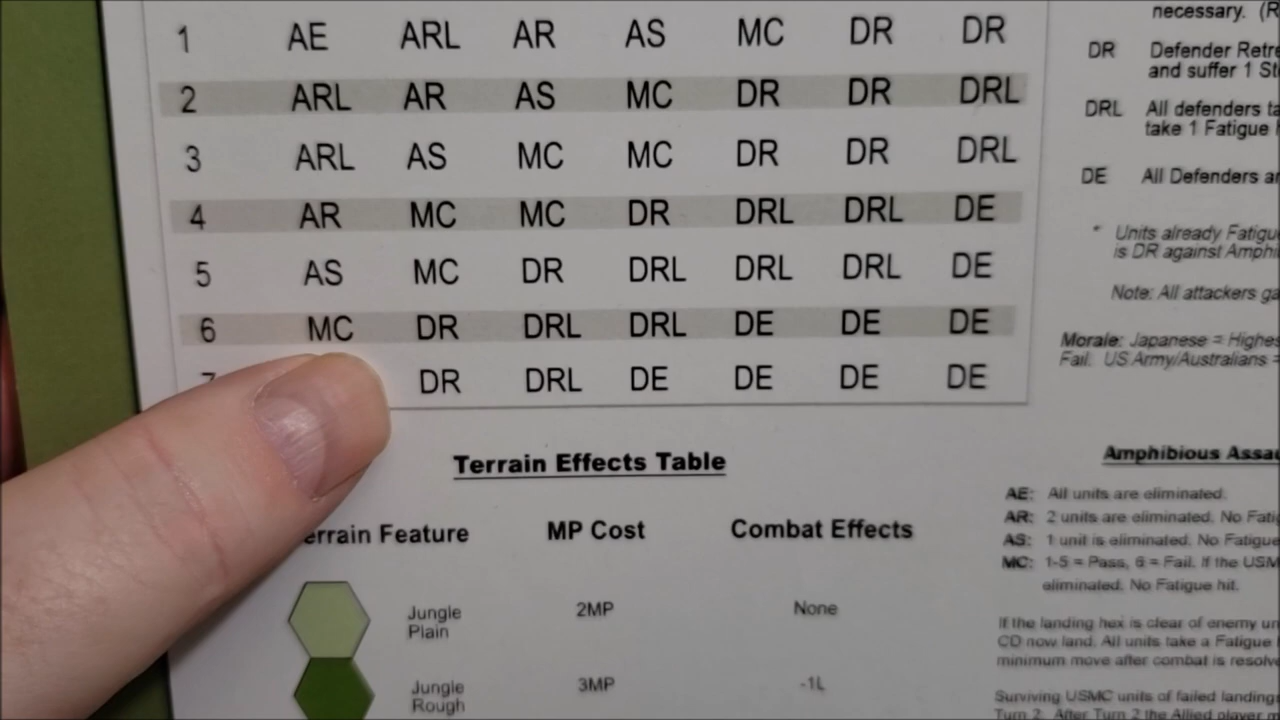 1 AE ARL AR AS MC DR DR
2 ARL AR AS MC DR DR DRL
3 ARL AS MC MC DR DR DRL
4 AR MC MC DR DRL DRL DE
5 AS MC DR DRL DRL DRL DE
6 MC DR DRL DRL DE DE DE
DR DRL DE DE DE DE
Terrain Effects Table
Terrain Feature MP Cost Combat Effects
Jungle
Plain
2MP None
Jungle
Rough
3MP -1L
necessary. (R
DR Defender Retre
and suffer 1 St
DRL All defenders ta
take 1 Fatigue
DE All Defenders ar
* Units already Fatigu
is DR against Amphi
Note: All attackers ga
Morale: Japanese = Highes
Fail. US Army/Australians =
Amphibious Assau
AE: All units are eliminated.
AR: 2 units are eliminated. No Fati
AS: 1 unit is eliminated. No Fatigue
MC: 1-5 = Pass, 6 = Fail. If the USM
eliminated. No Fatigue hit.
If the landing hex is clear of enemy un
CD now land. All units take a Fatigue
minimum move after combat is resolve
Surviving USMC units of failed landings
Turn 2. After Turn 2 the Allied player m